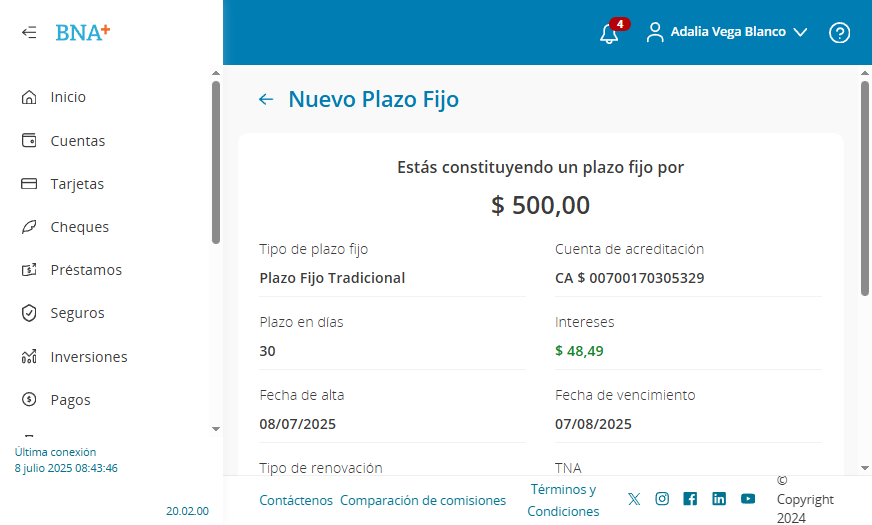 BNA+
4
Adalia Vega Blanco
Inicio
Cuentas
Tarjetas
Cheques
Préstamos
Seguros
Inversiones
Pagos
Última conexión
8 julio 2025 08:43:46
20.02.00
Nuevo Plazo Fijo
Estás constituyendo un plazo fijo por
$ 500,00
Tipo de plazo fijo
Cuenta de acreditación
Plazo Fijo Tradicional
CA $ 00700170305329
Plazo en días
Intereses
30
$ 48,49
Fecha de alta
Fecha de vencimiento
08/07/2025
07/08/2025
Tipo de renovación
TNA
Contáctenos
Comparación de comisiones
Términos y
Condiciones
©
Copyright
2024